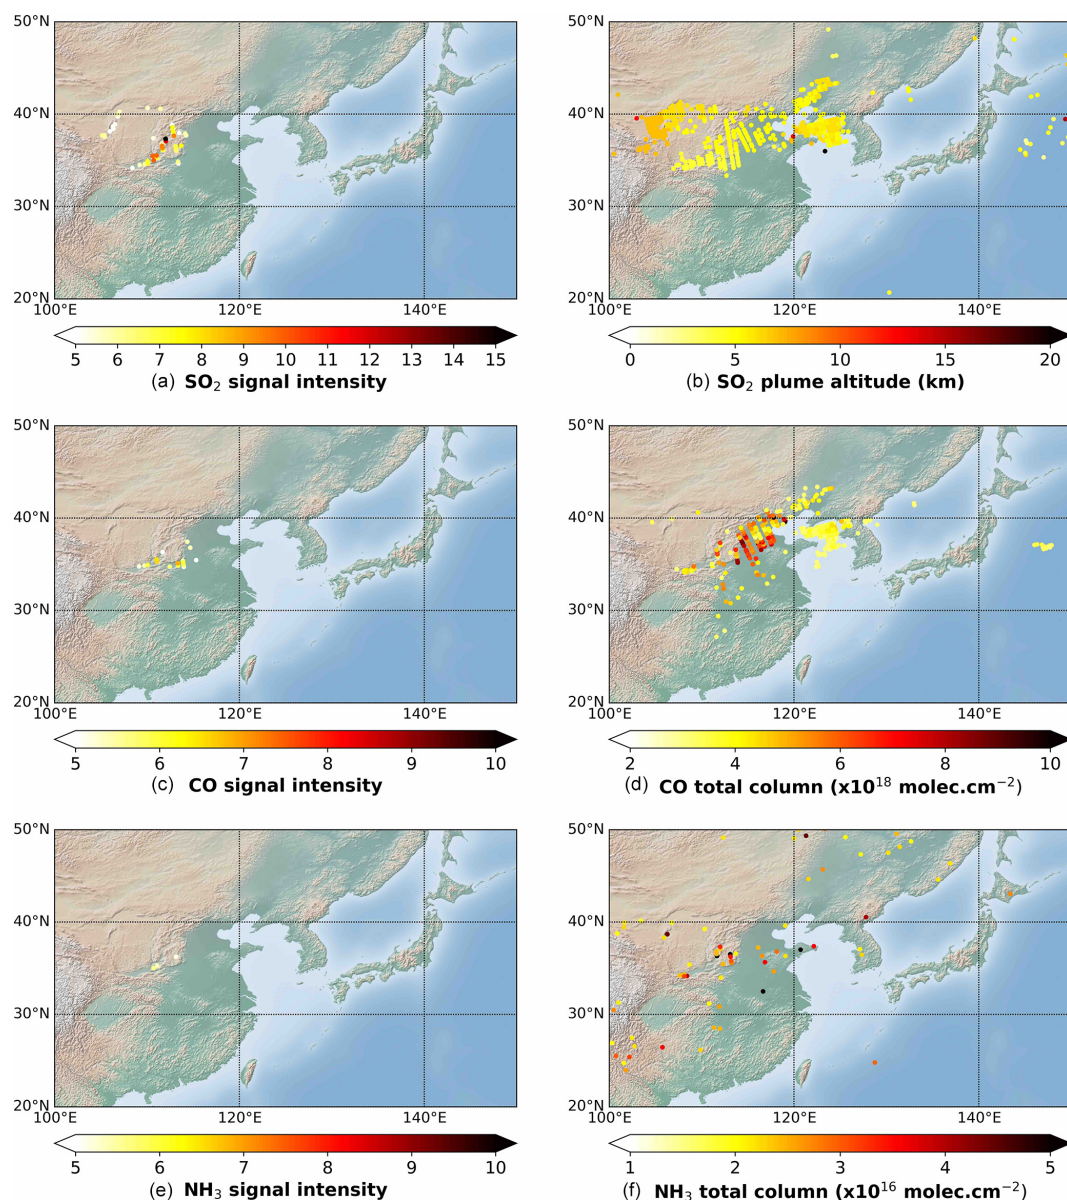 50°N 50°N
40°N 40°N
30°N 30°N
20°N 20°N
100°E 120°E 140°E 100°E 120°E 140°E
5 6 7 8 9 10 11 12 13 14 15 0 5 10 15 20
(a) SO₂ signal intensity (b) SO₂ plume altitude (km)
50°N 50°N
40°N 40°N
30°N 30°N
20°N 20°N
100°E 120°E 140°E 100°E 120°E 140°E
5 6 7 8 9 10 2 4 6 8 10
(c) CO signal intensity (d) CO total column (x10¹⁸ molec.cm⁻²)
50°N 50°N
40°N 40°N
30°N 30°N
20°N 20°N
100°E 120°E 140°E 100°E 120°E 140°E
5 6 7 8 9 10 1 2 3 4 5
(e) NH₃ signal intensity (f) NH₃ total column (x10¹⁶ molec.cm⁻²)